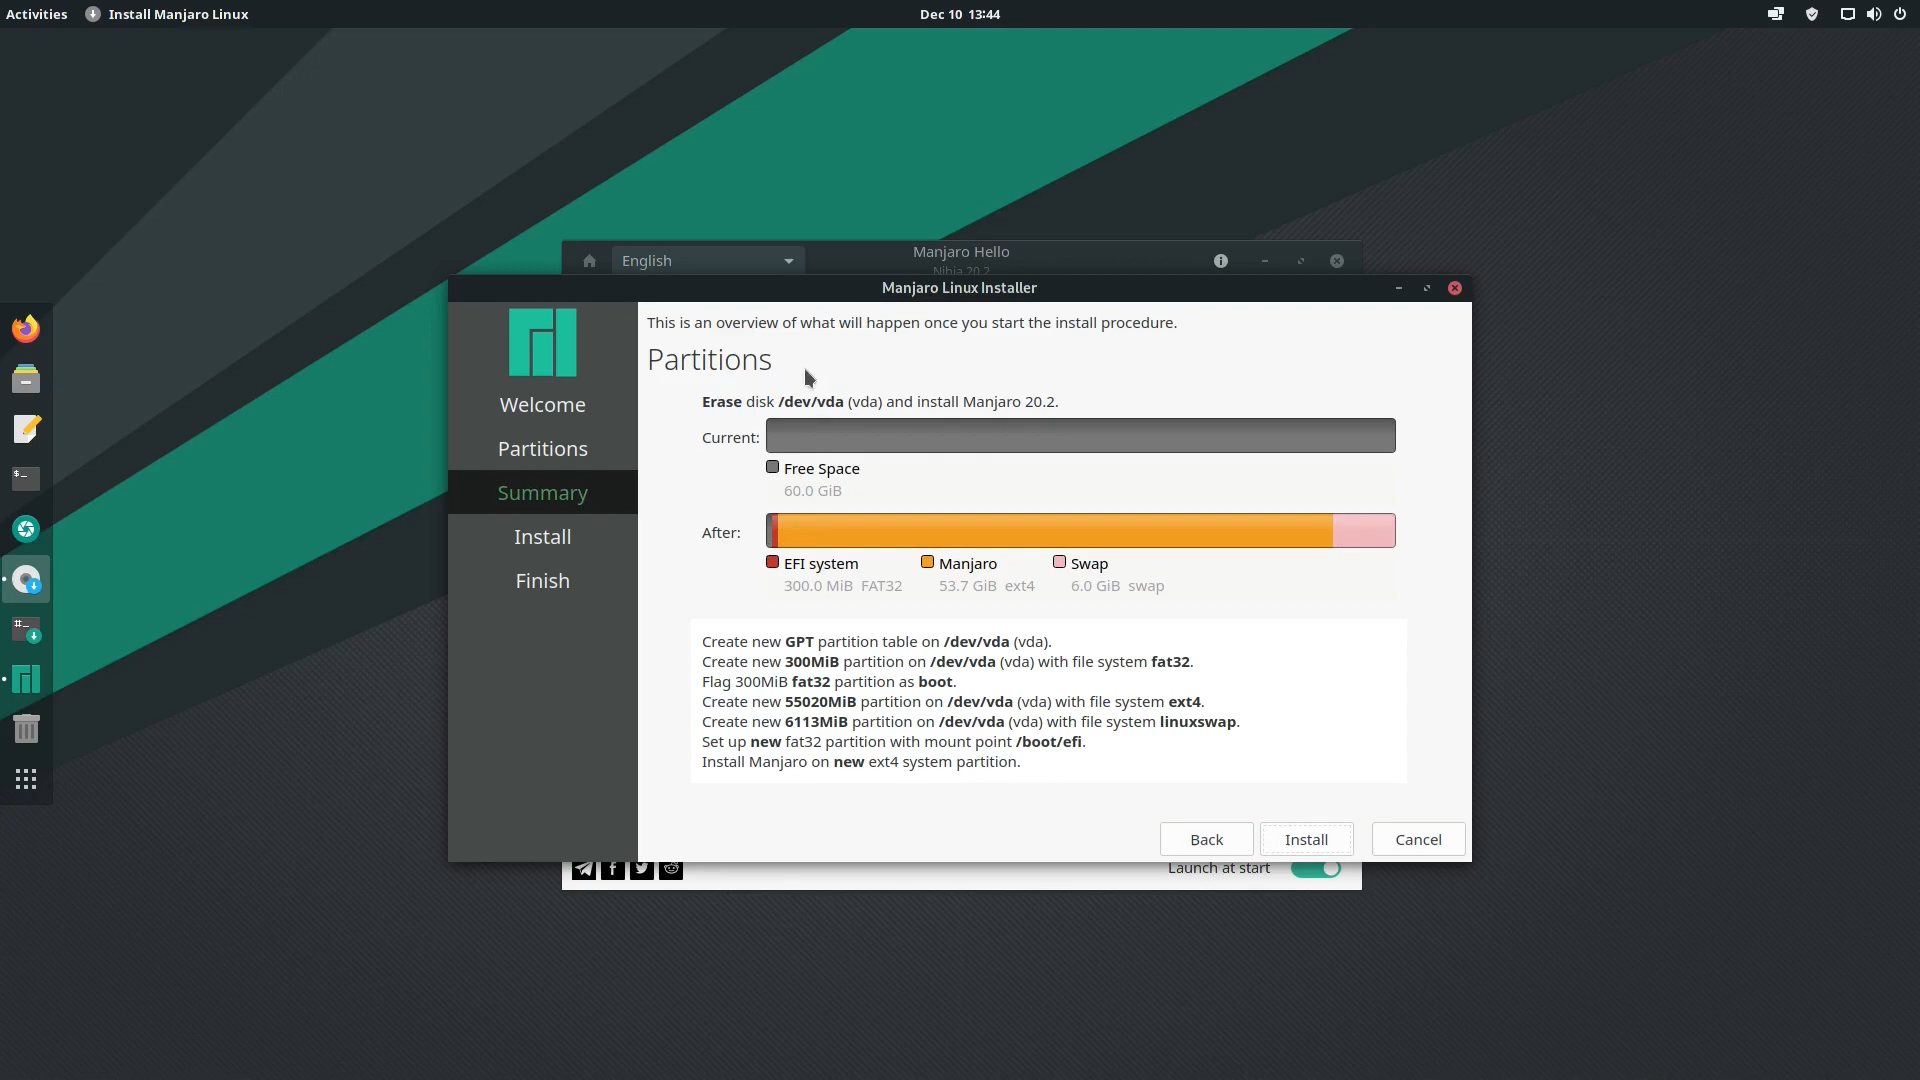 Activities Install Manjaro Linux Dec 10 13:44
English Manjaro Hello
Nibia 20.2
Manjaro Linux Installer
This is an overview of what will happen once you start the install procedure.
Partitions
Welcome
Partitions
Summary
Install
Finish
Erase disk /dev/vda (vda) and install Manjaro 20.2.
Current:
Free Space
60.0 GiB
After:
EFI system Manjaro Swap
300.0 MiB FAT32 53.7 GiB ext4 6.0 GiB swap
Create new GPT partition table on /dev/vda (vda).
Create new 300MiB partition on /dev/vda (vda) with file system fat32.
Flag 300MiB fat32 partition as boot.
Create new 55020MiB partition on /dev/vda (vda) with file system ext4.
Create new 6113MiB partition on /dev/vda (vda) with file system linuxswap.
Set up new fat32 partition with mount point /boot/efi.
Install Manjaro on new ext4 system partition.
Back Install Cancel
Launch at start